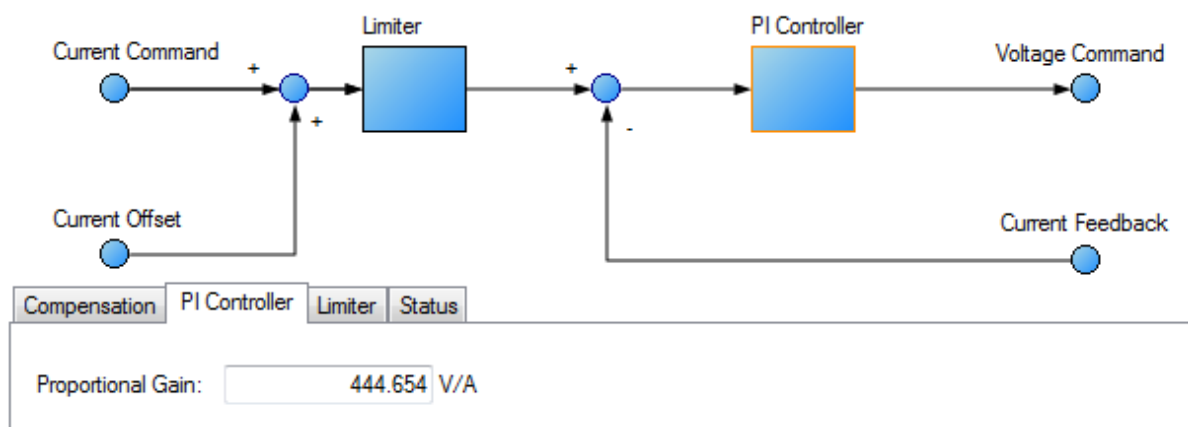 Limiter
PI Controller
Current Command
Voltage Command
+
+
+
-
Current Offset
Current Feedback
Compensation PI Controller Limiter Status
Proportional Gain: 444.654 V/A